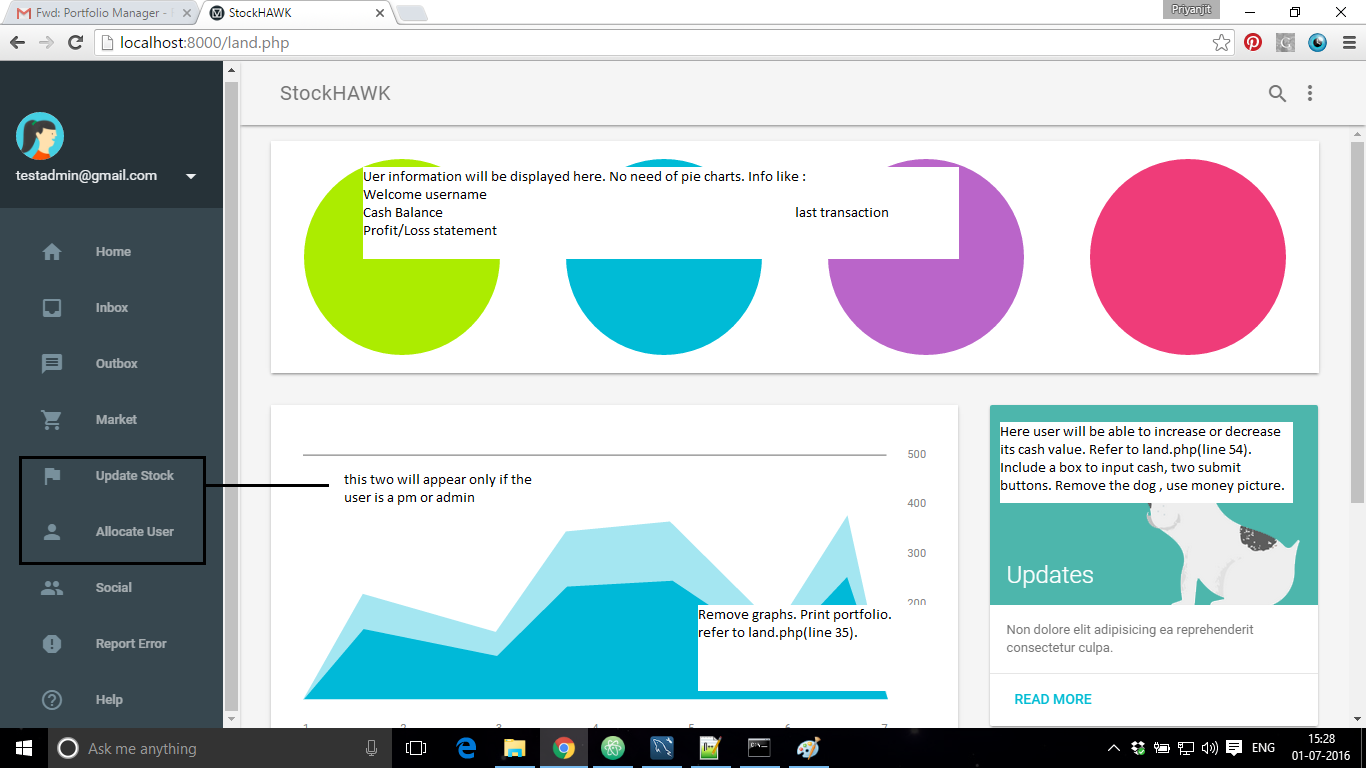 Fwd: Portfolio Manager -
StockHAWK
Priyanjit
localhost:8000/land.php
StockHAWK
testadmin@gmail.com
Home
Inbox
Outbox
Market
Update Stock
Allocate User
Social
Report Error
Help
Uer information will be displayed here. No need of pie charts. Info like :
Welcome username
Cash Balance last transaction
Profit/Loss statement
500
400
300
200
this two will appear only if the
user is a pm or admin
Remove graphs. Print portfolio.
refer to land.php(line 35).
1 2 3 4 5 6 7
Here user will be able to increase or decrease
its cash value. Refer to land.php(line 54).
Include a box to input cash, two submit
buttons. Remove the dog , use money picture.
Updates
Non dolore elit adipisicing ea reprehenderit
consectetur culpa.
READ MORE
Ask me anything
ENG
15:28
01-07-2016